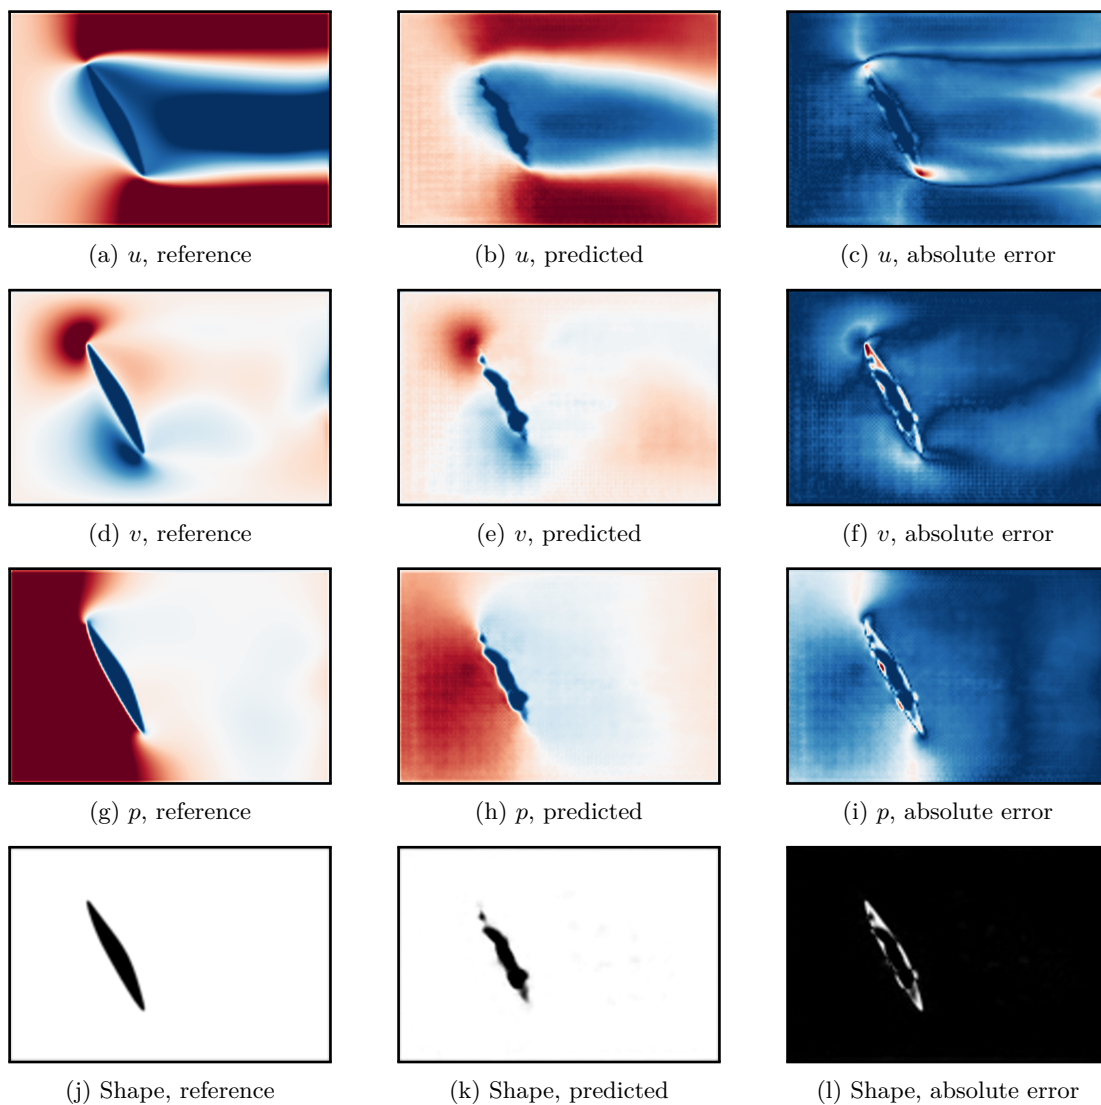 (a) u, reference
(b) u, predicted
(c) u, absolute error
(d) v, reference
(e) v, predicted
(f) v, absolute error
(g) p, reference
(h) p, predicted
(i) p, absolute error
(j) Shape, reference
(k) Shape, predicted
(l) Shape, absolute error